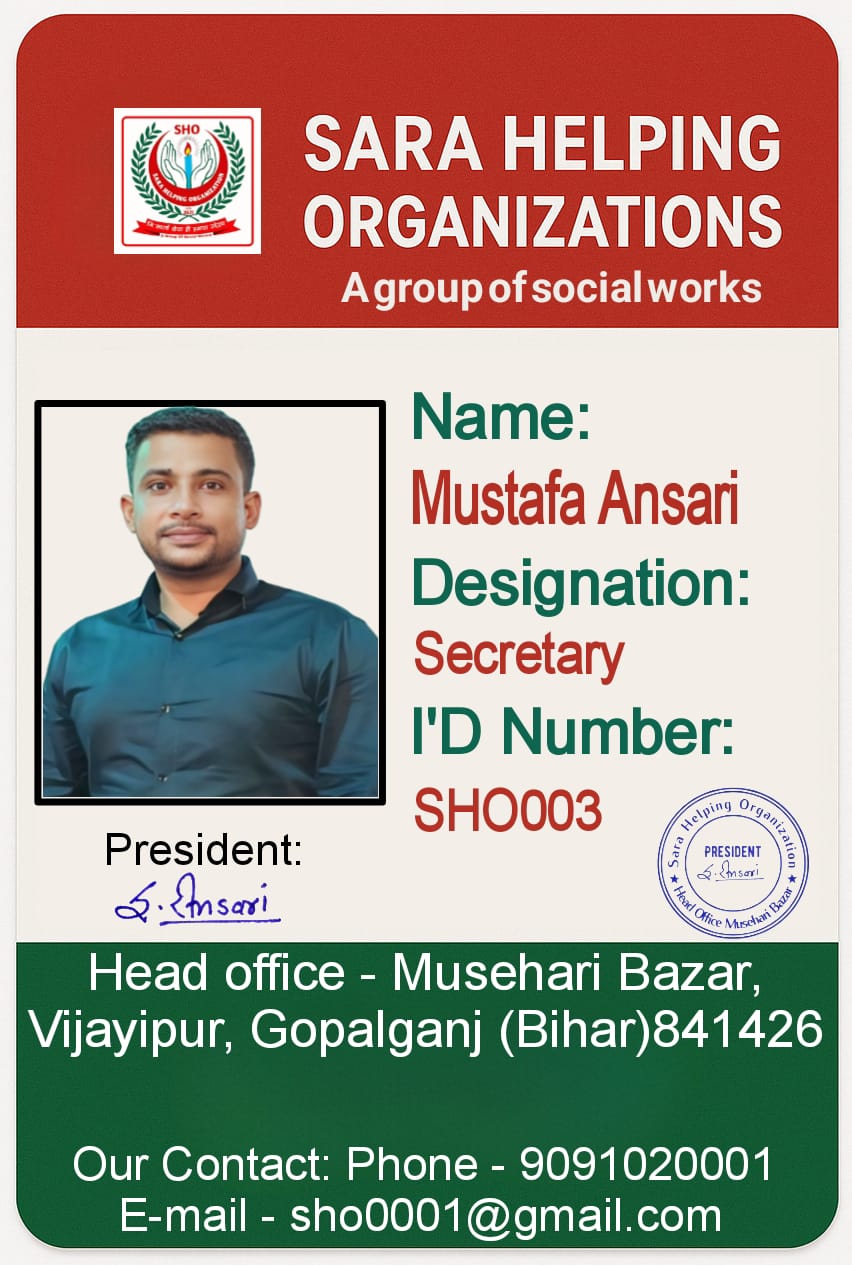 SHO
SARA HELPING ORGANIZATION
SARA HELPING
ORGANIZATIONS
A group of social works
Name:
Mustafa Ansari
Designation:
Secretary
I'D Number:
SHO003
President:
S. Ansari
Sara Helping Organization
PRESIDENT
S. Ansari
★ Head Office Musehari Bazar ★
Head office - Musehari Bazar,
Vijayipur, Gopalganj (Bihar)841426
Our Contact: Phone - 9091020001
E-mail - sho0001@gmail.com